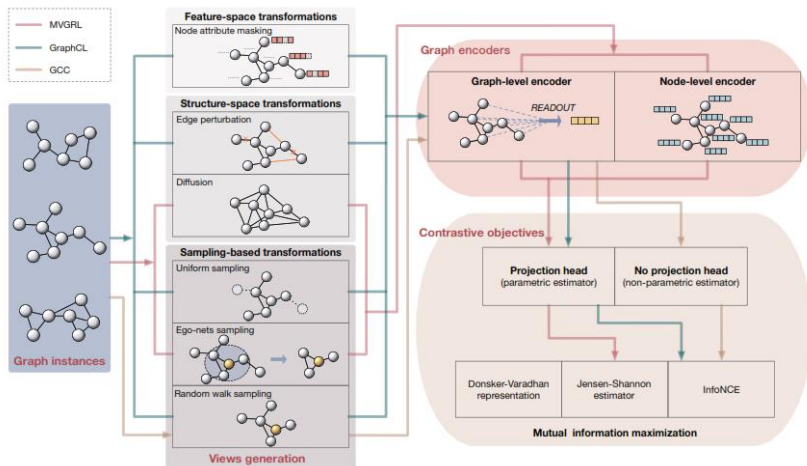 MVGRL
GraphCL
GCC
Graph instances
Feature-space transformations
Node attribute masking
Structure-space transformations
Edge perturbation
Diffusion
Sampling-based transformations
Uniform sampling
Ego-nets sampling
Random walk sampling
Views generation
Graph encoders
Graph-level encoder
READOUT
Node-level encoder
Contrastive objectives
Projection head
(parametric estimator)
No projection head
(non-parametric estimator)
Donsker-Varadhan
representation
Jensen-Shannon
estimator
InfoNCE
Mutual information maximization